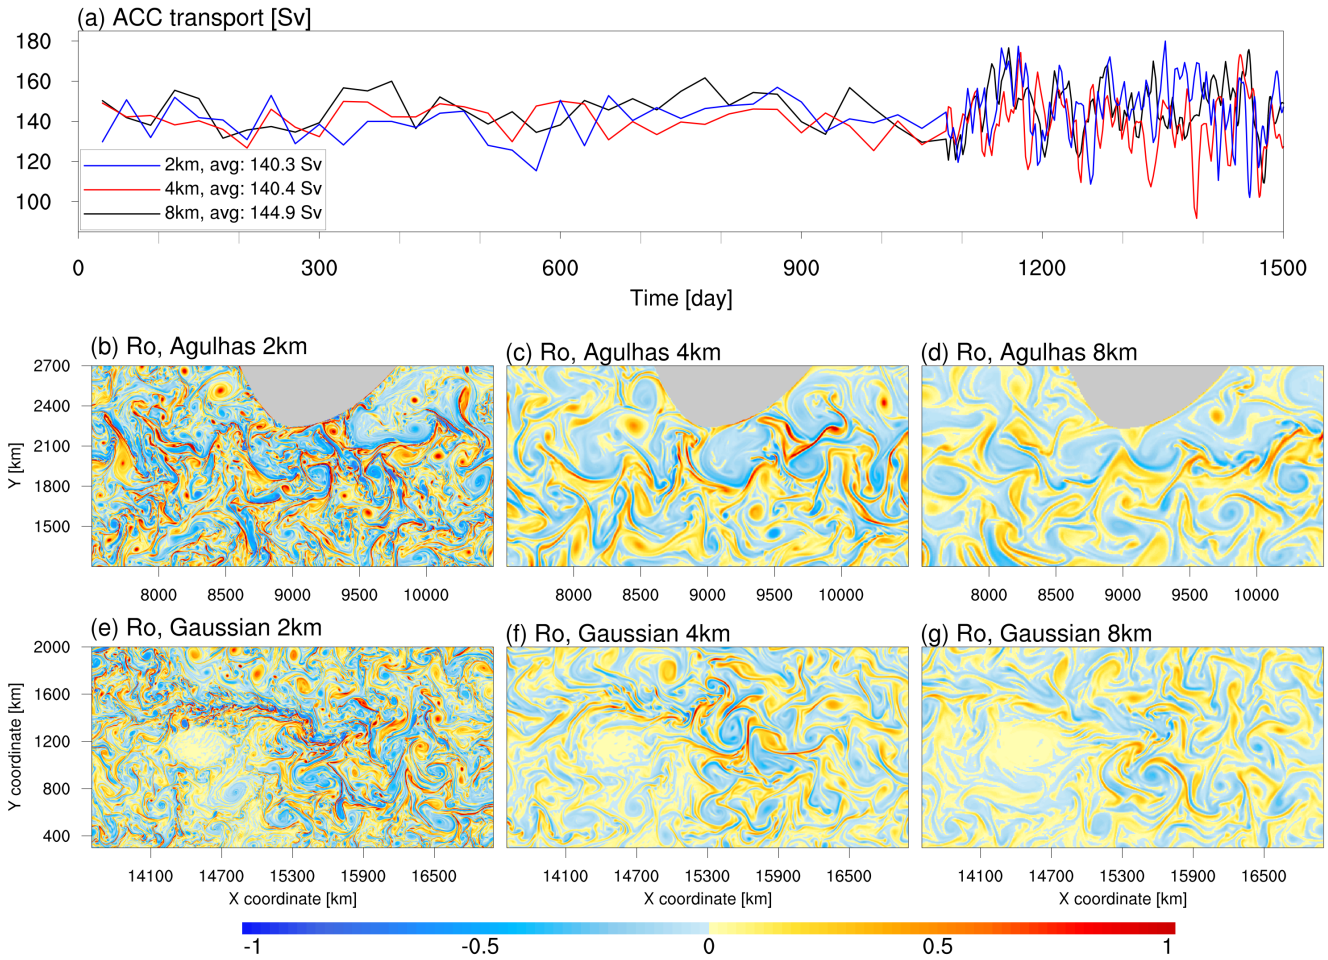 (a) ACC transport [Sv]
180
160
140
120
100
2km, avg: 140.3 Sv
4km, avg: 140.4 Sv
8km, avg: 144.9 Sv
0 300 600 900 1200 1500
Time [day]
(b) Ro, Agulhas 2km
(c) Ro, Agulhas 4km
(d) Ro, Agulhas 8km
2700
2400
2100
1800
1500
Y [km]
8000 8500 9000 9500 10000
8000 8500 9000 9500 10000
8000 8500 9000 9500 10000
(e) Ro, Gaussian 2km
(f) Ro, Gaussian 4km
(g) Ro, Gaussian 8km
2000
1600
1200
800
400
Y coordinate [km]
14100 14700 15300 15900 16500
14100 14700 15300 15900 16500
14100 14700 15300 15900 16500
X coordinate [km]
X coordinate [km]
X coordinate [km]
-1 -0.5 0 0.5 1